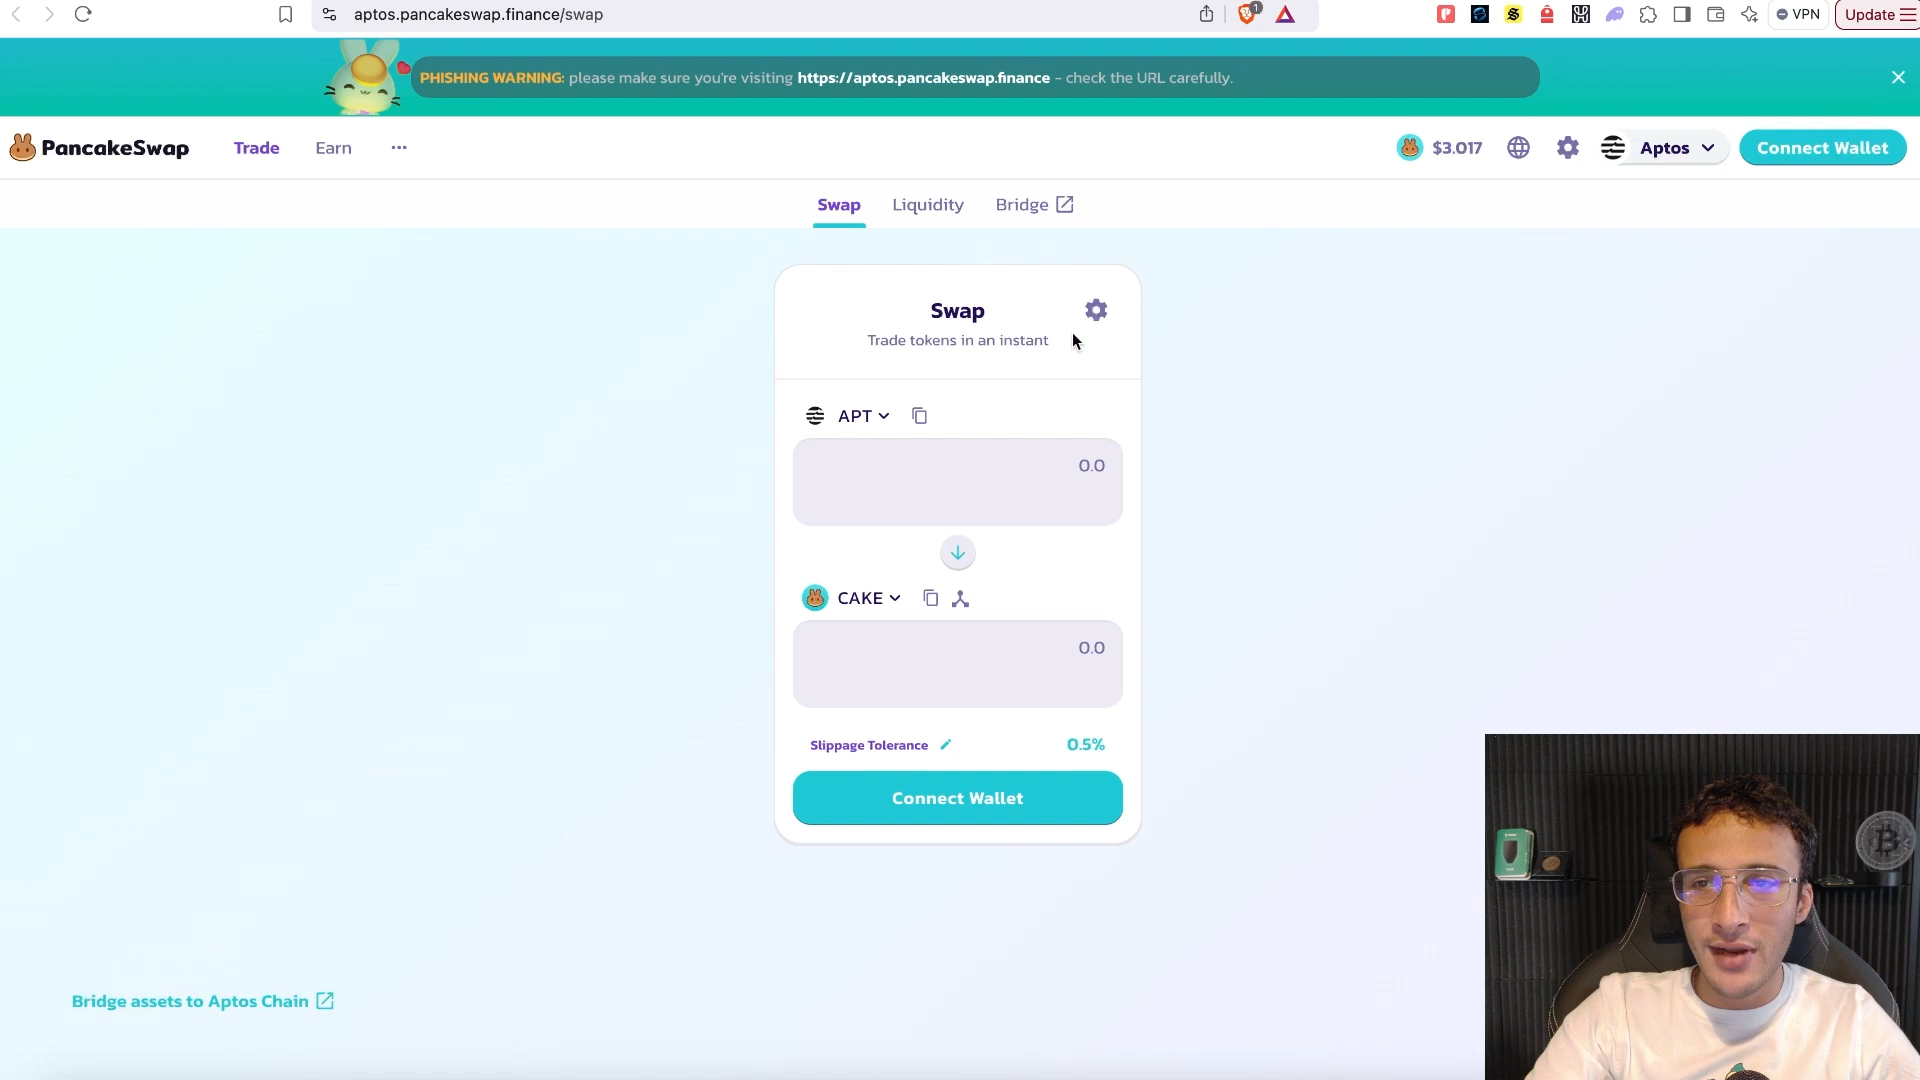 aptos.pancakeswap.finance/swap
1
VPN
Update
PHISHING WARNING: please make sure you're visiting https://aptos.pancakeswap.finance - check the URL carefully.
PancakeSwap
Trade
Earn
$3.017
Aptos
Connect Wallet
Swap
Liquidity
Bridge
Swap
Trade tokens in an instant
APT
0.0
CAKE
0.0
Slippage Tolerance
0.5%
Connect Wallet
Bridge assets to Aptos Chain